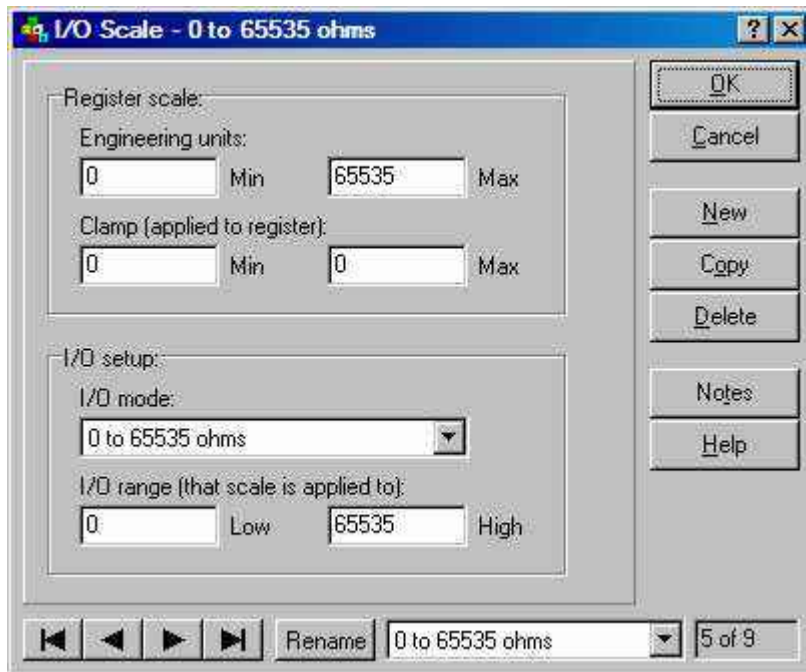 I/O Scale - 0 to 65535 ohms
Register scale:
Engineering units:
0 Min 65535 Max
Clamp (applied to register):
0 Min 0 Max
I/O setup:
I/O mode:
0 to 65535 ohms
I/O range (that scale is applied to):
0 Low 65535 High
OK
Cancel
New
Copy
Delete
Notes
Help
Rename 0 to 65535 ohms 5 of 9